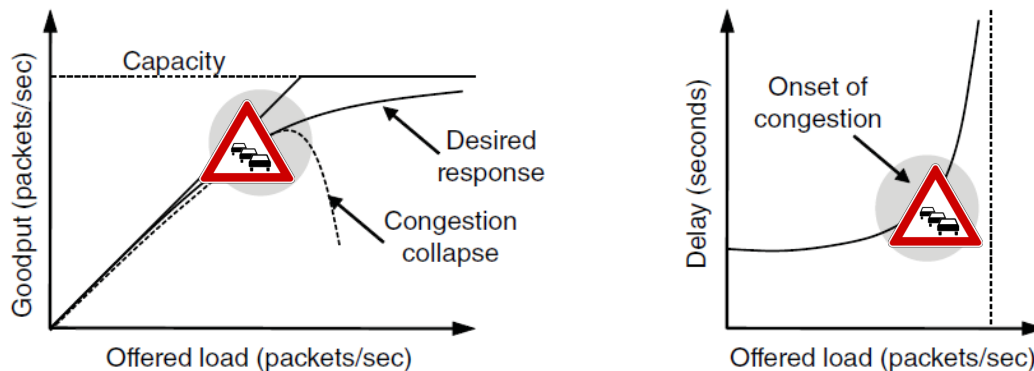 Capacity
Desired
response
Congestion
collapse
Goodput (packets/sec)
Offered load (packets/sec)
Onset of
congestion
Delay (seconds)
Offered load (packets/sec)